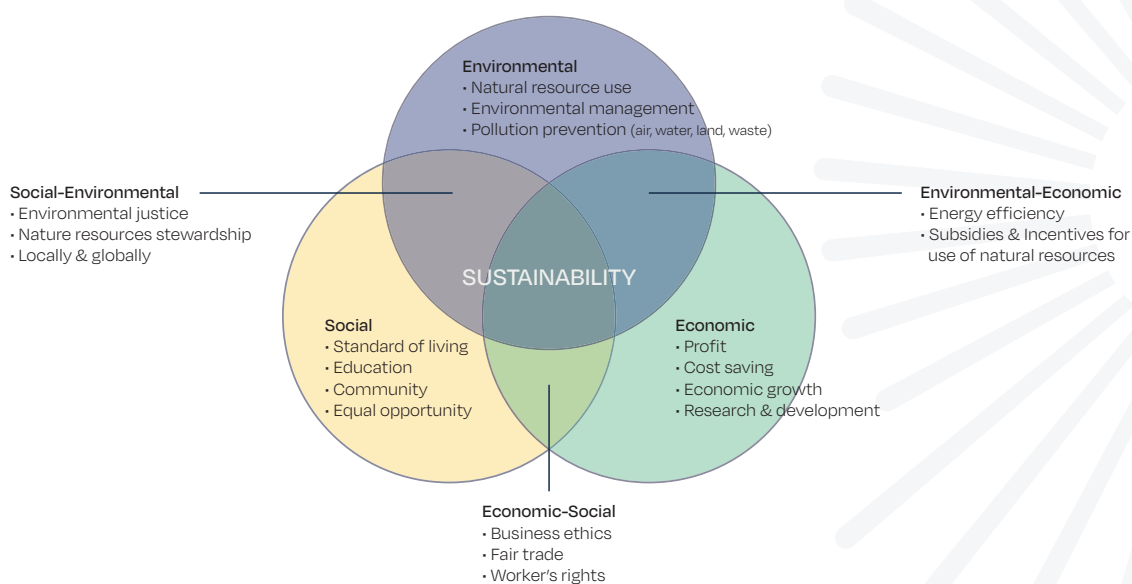 Environmental
• Natural resource use
• Environmental management
• Pollution prevention (air, water, land, waste)
Social-Environmental
• Environmental justice
• Nature resources stewardship
• Locally & globally
Environmental-Economic
• Energy efficiency
• Subsidies & Incentives for
use of natural resources
SUSTAINABILITY
Social
• Standard of living
• Education
• Community
• Equal opportunity
Economic
• Profit
• Cost saving
• Economic growth
• Research & development
Economic-Social
• Business ethics
• Fair trade
• Worker’s rights